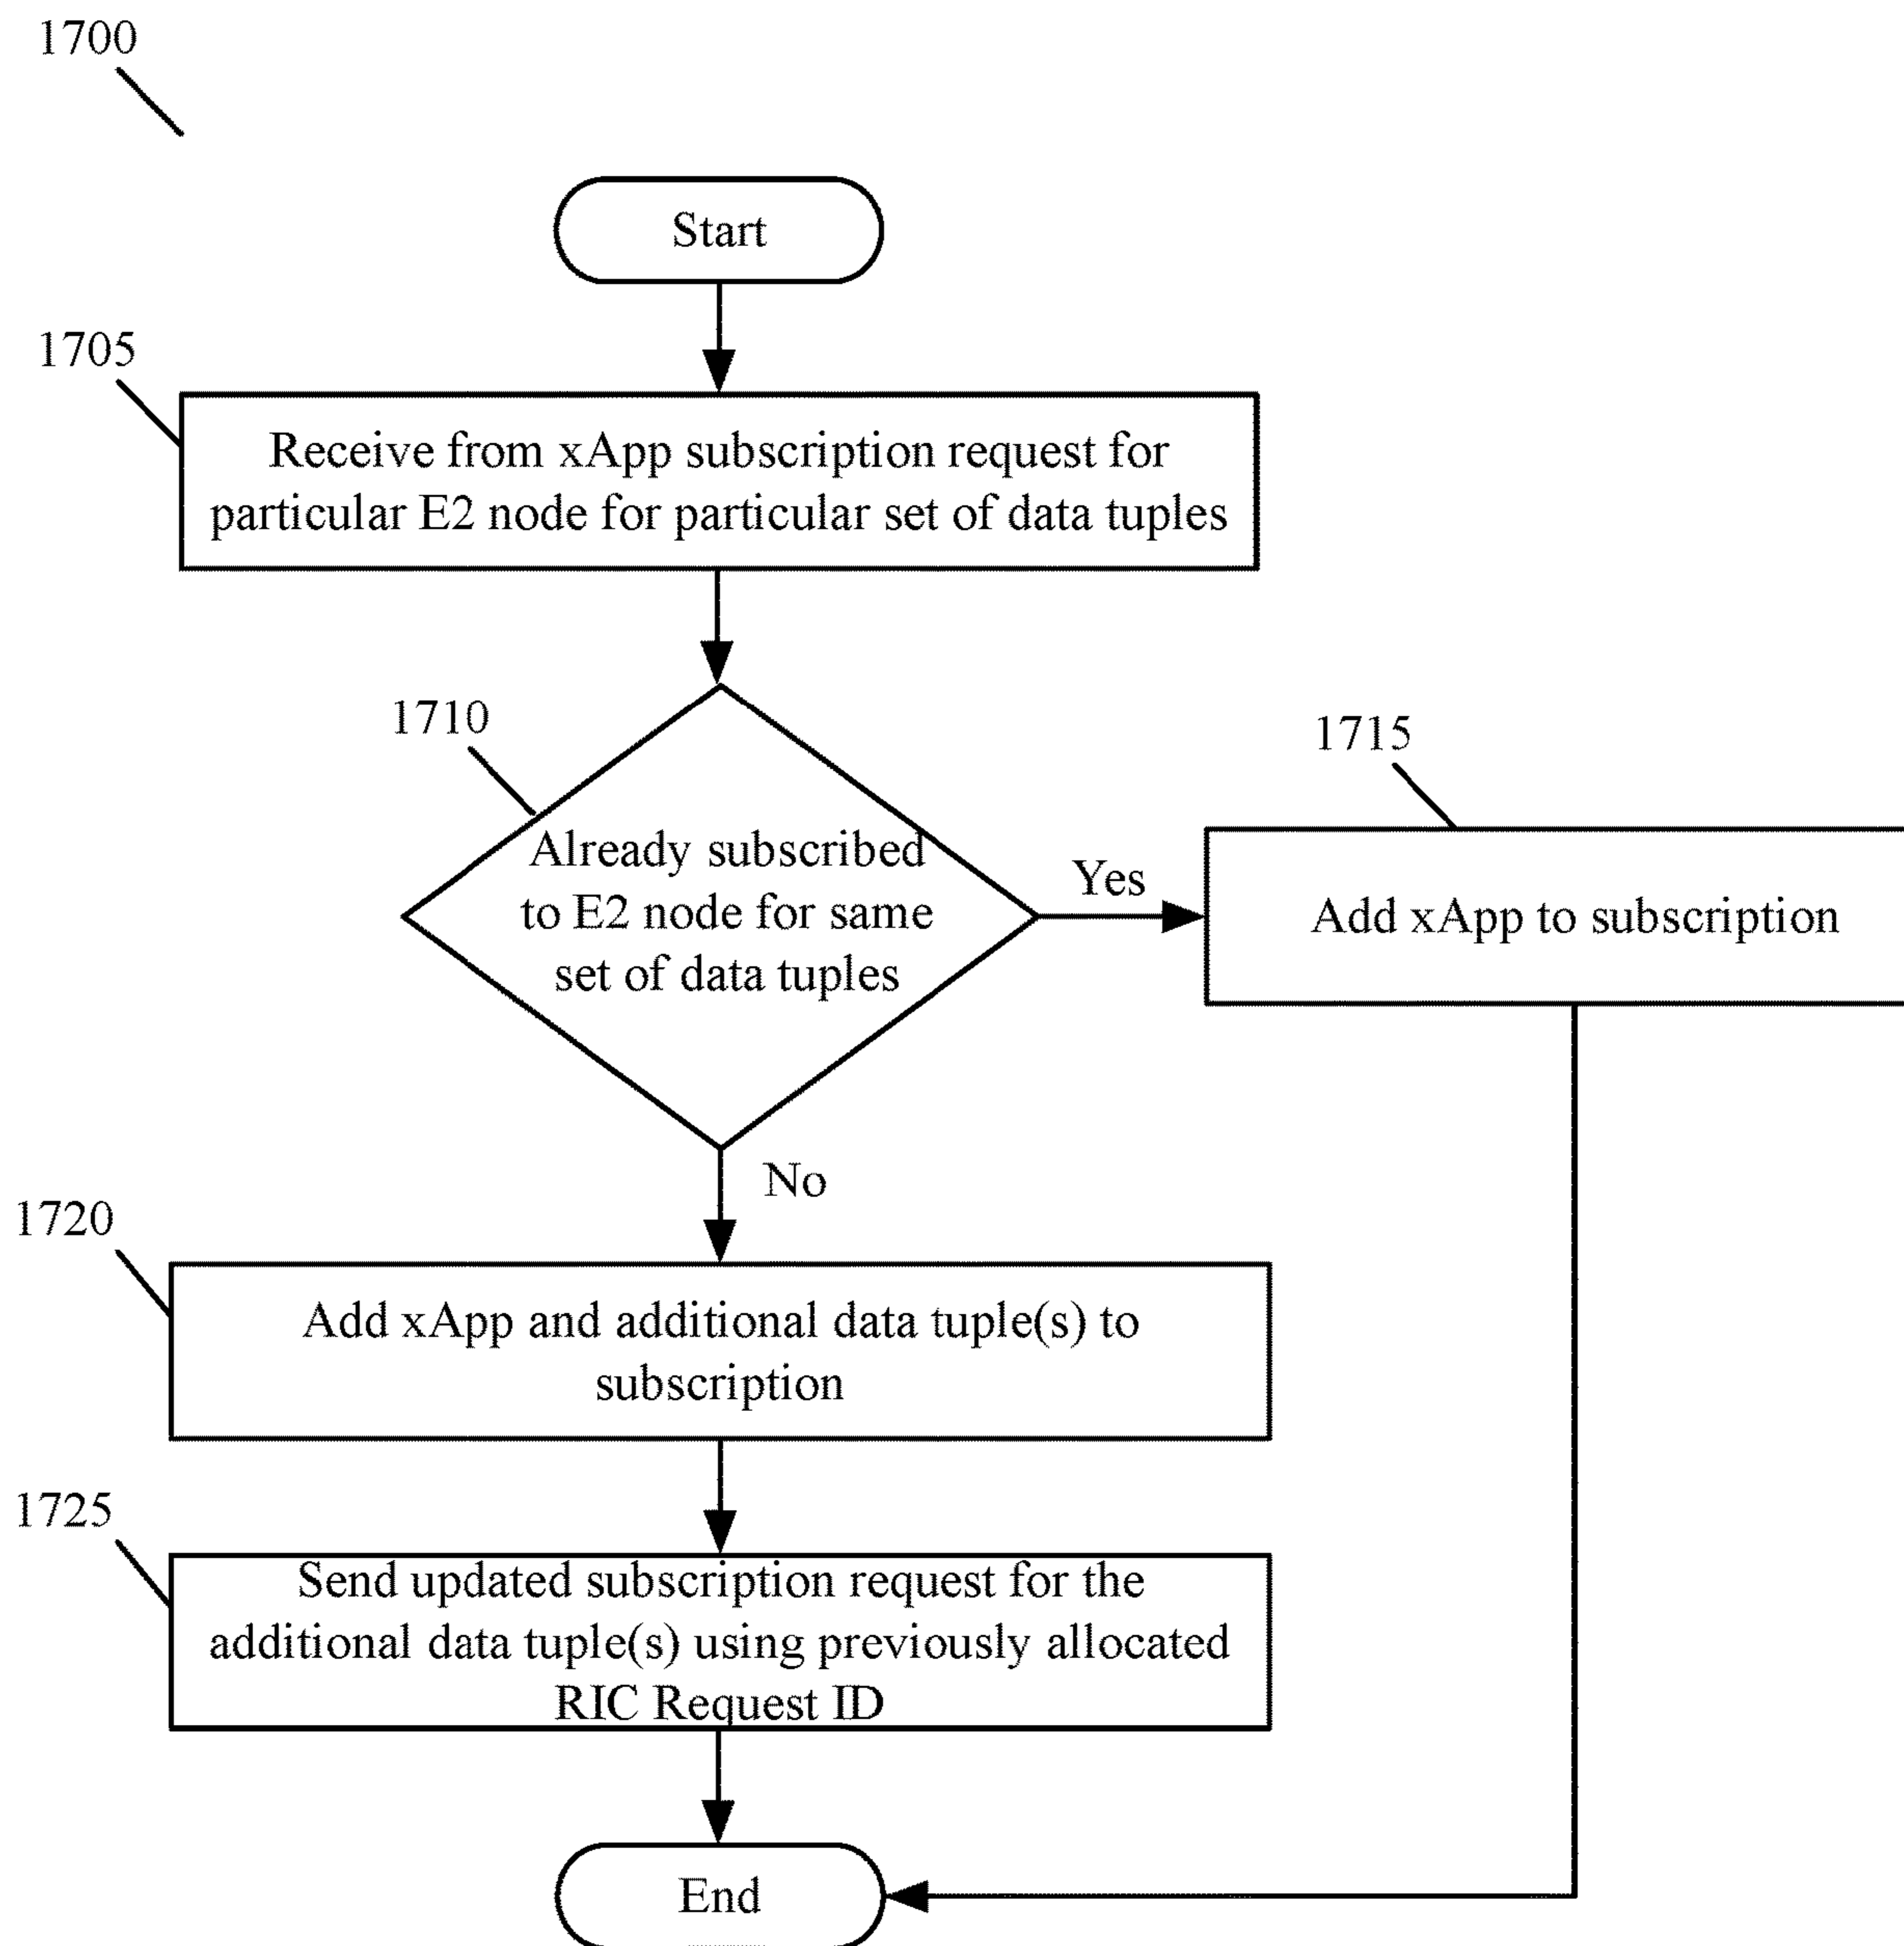 1700
Start
1705
Receive from xApp subscription request for
particular E2 node for particular set of data tuples
1710
Already subscribed
to E2 node for same
set of data tuples
Yes
1715
Add xApp to subscription
No
1720
Add xApp and additional data tuple(s) to
subscription
1725
Send updated subscription request for the
additional data tuple(s) using previously allocated
RIC Request ID
End